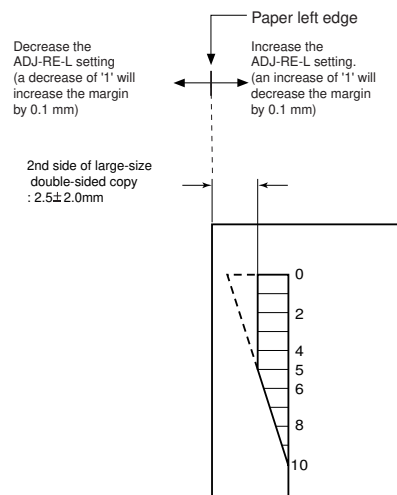 Paper left edge
Decrease the
ADJ-RE-L setting
(a decrease of '1' will
increase the margin
by 0.1 mm)
Increase the
ADJ-RE-L setting.
(an increase of '1' will
decrease the margin
by 0.1 mm)
2nd side of large-size
double-sided copy
: 2.5±2.0mm
0
2
4
5
6
8
10